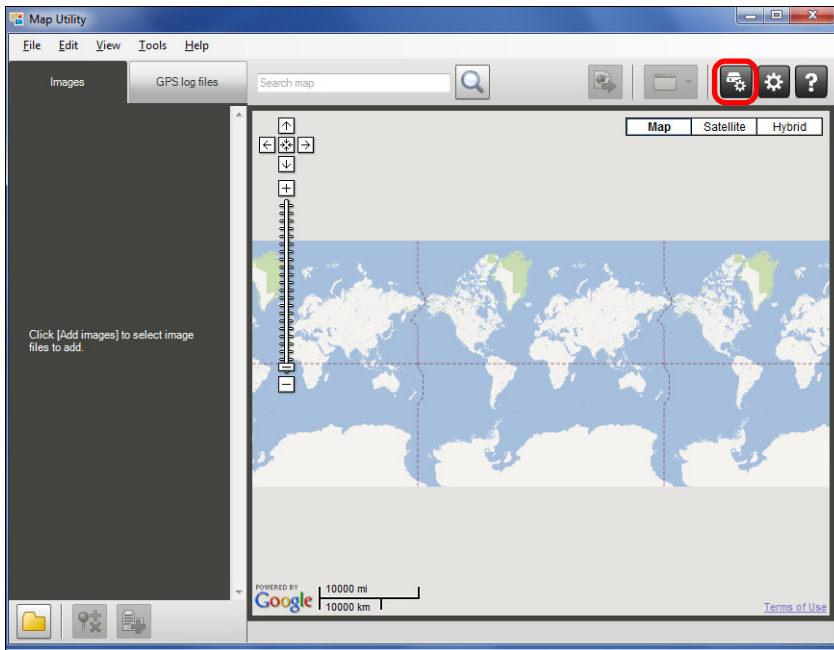 Map Utility
File Edit View Tools Help
Images GPS log files Search map
Map Satellite Hybrid
Click [Add images] to select image
files to add.
POWERED BY
Google
10000 mi
10000 km
Terms of Use